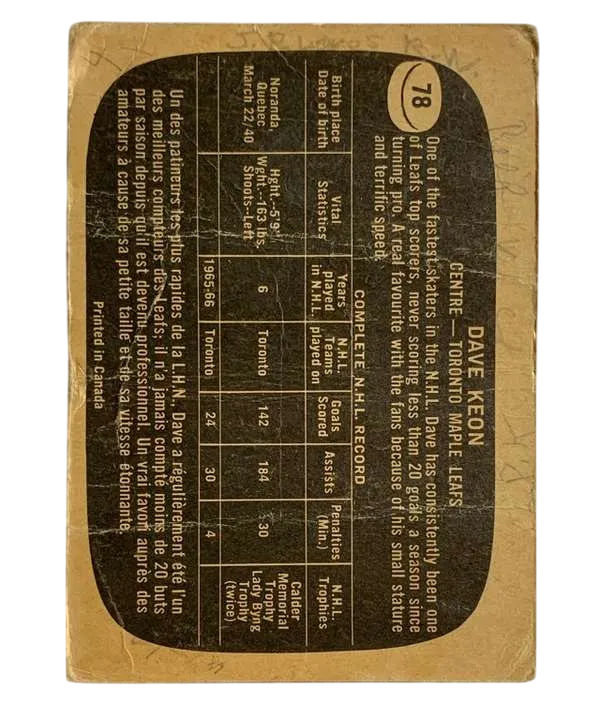 78
DAVE KEON
CENTRE — TORONTO MAPLE LEAFS
One of the fastest skaters in the N.H.L. Dave has consistently been one
of Leafs top scorers, never scoring less than 20 goals a season since
turning pro. A real favourite with the fans because of his small stature
and terrific speed.
COMPLETE N.H.L. RECORD
Birth place Date of birth | Vital Statistics | Years played in N.H.L. | N.H.L. Teams played on | Goals Scored | Assists | Penalties (Min.) | N.H.L. Trophies
Noranda, Quebec March 22/40 | Hght.--5'9" Wght.--163 lbs. Shoots--Left | 6 | Toronto | 142 | 184 | 30 | Calder Memorial Trophy Lady Byng Trophy (twice)
1965-66 | Toronto | 24 | 30 | 4
Un des patineurs les plus rapides de la L.H.N. Dave a régulièrement été l'un
des meilleurs compteurs des Leafs; il n'a jamais compté moins de 20 buts
par saison depuis qu'il est devenu professionnel. Un vrai favori auprès des
amateurs à cause de sa petite taille et de sa vitesse étonnante.
Printed in Canada